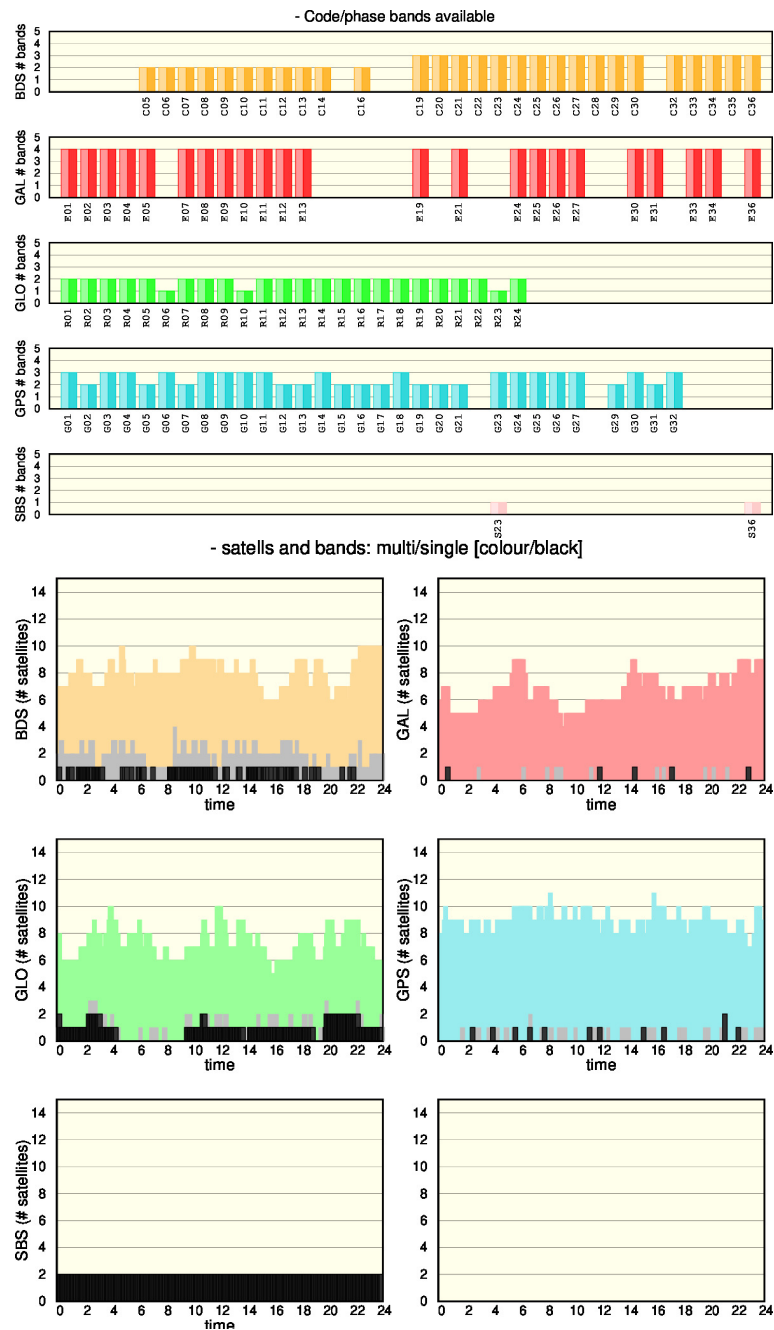 - Code/phase bands available
BDS # bands
5
4
3
2
1
0
C05 C06 C07 C08 C09 C10 C11 C12 C13 C14 C16 C19 C20 C21 C22 C23 C24 C25 C26 C27 C28 C29 C30 C32 C33 C34 C35 C36
GAL # bands
5
4
3
2
1
0
E01 E02 E03 E04 E05 E07 E08 E09 E10 E11 E12 E13 E19 E21 E24 E25 E26 E27 E30 E31 E33 E34 E36
GLO # bands
5
4
3
2
1
0
R01 R02 R03 R04 R05 R06 R07 R08 R09 R10 R11 R12 R13 R14 R15 R16 R17 R18 R19 R20 R21 R22 R23 R24
GPS # bands
5
4
3
2
1
0
G01 G02 G03 G04 G05 G06 G07 G08 G09 G10 G11 G12 G13 G14 G15 G16 G17 G18 G19 G20 G21 G23 G24 G25 G26 G27 G29 G30 G31 G32
SBS # bands
5
4
3
2
1
0
S23 S36
- satells and bands: multi/single [colour/black]
BDS (# satellites)
14
12
10
8
6
4
2
0
0 2 4 6 8 10 12 14 16 18 20 22 24
time
GAL (# satellites)
14
12
10
8
6
4
2
0
0 2 4 6 8 10 12 14 16 18 20 22 24
time
GLO (# satellites)
14
12
10
8
6
4
2
0
0 2 4 6 8 10 12 14 16 18 20 22 24
time
GPS (# satellites)
14
12
10
8
6
4
2
0
0 2 4 6 8 10 12 14 16 18 20 22 24
time
SBS (# satellites)
14
12
10
8
6
4
2
0
0 2 4 6 8 10 12 14 16 18 20 22 24
time
14
12
10
8
6
4
2
0
0 2 4 6 8 10 12 14 16 18 20 22 24